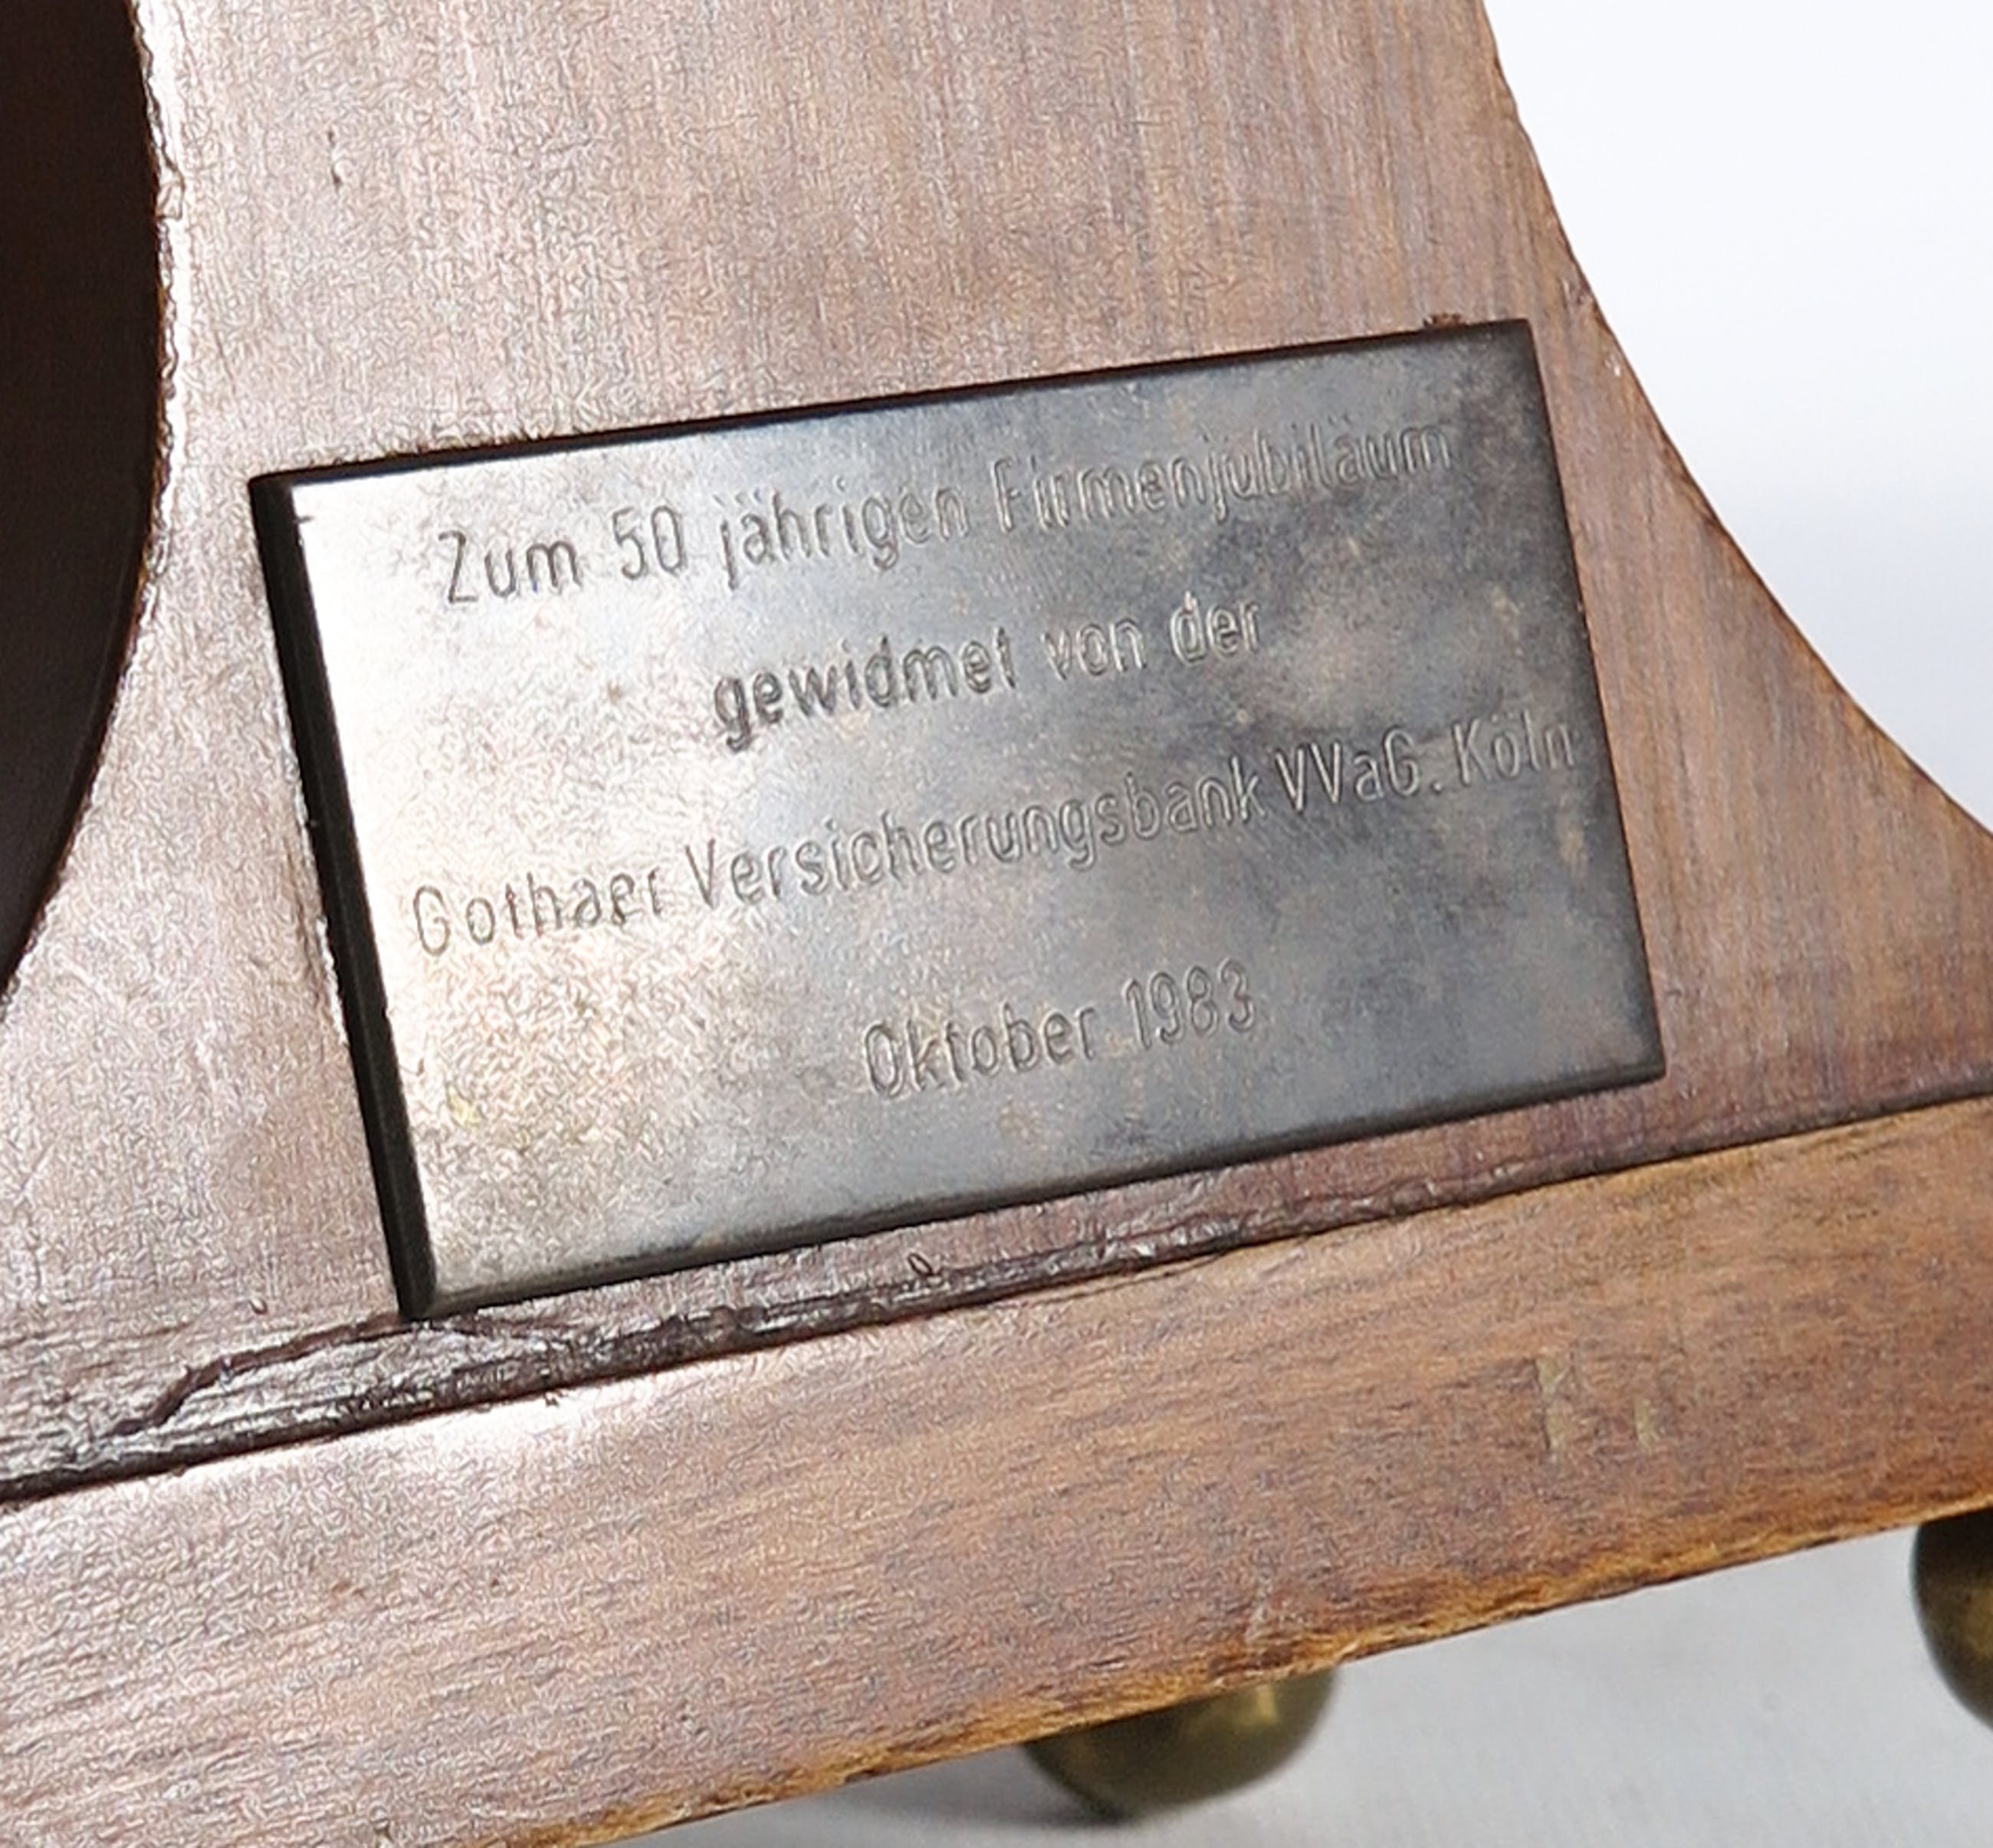 Zum 50 jährigen Firmenjubiläum
gewidmet von der
Gothaer Versicherungsbank VVaG. Köln
Oktober 1983